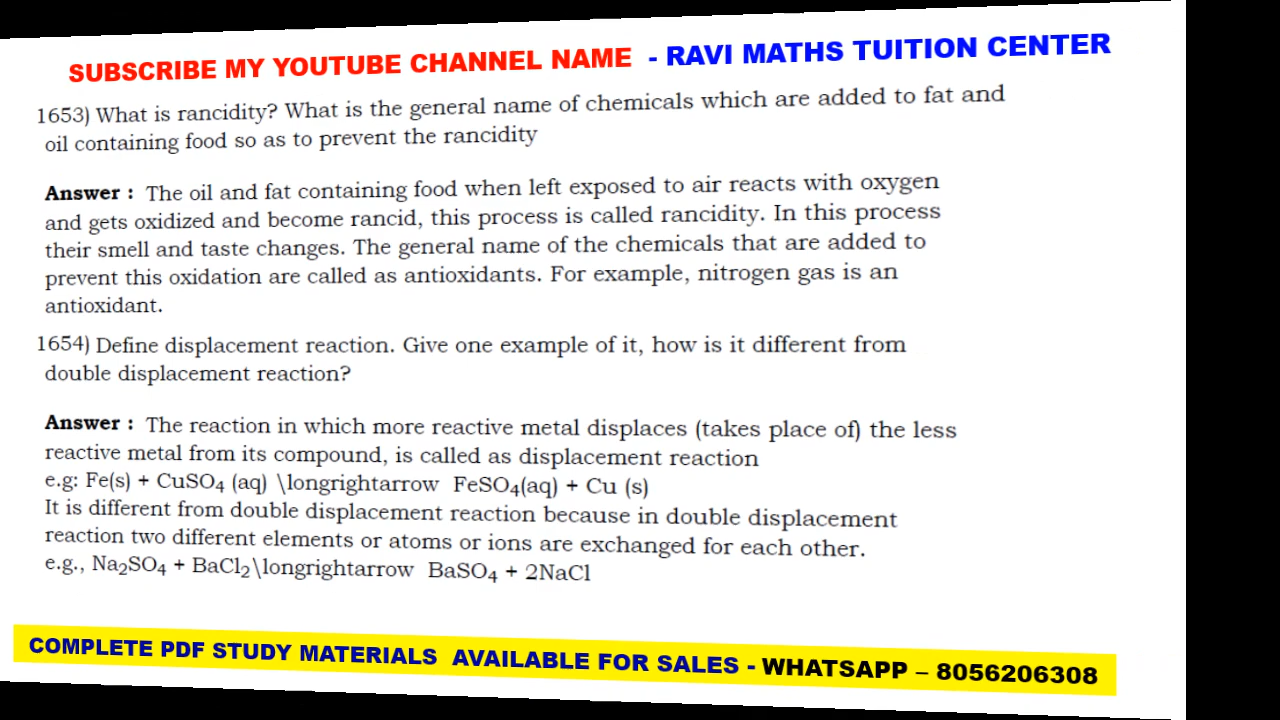 SUBSCRIBE MY YOUTUBE CHANNEL NAME - RAVI MATHS TUITION CENTER
1653) What is rancidity? What is the general name of chemicals which are added to fat and
oil containing food so as to prevent the rancidity
Answer : The oil and fat containing food when left exposed to air reacts with oxygen
and gets oxidized and become rancid, this process is called rancidity. In this process
their smell and taste changes. The general name of the chemicals that are added to
prevent this oxidation are called as antioxidants. For example, nitrogen gas is an
antioxidant.
1654) Define displacement reaction. Give one example of it, how is it different from
double displacement reaction?
Answer : The reaction in which more reactive metal displaces (takes place of) the less
reactive metal from its compound, is called as displacement reaction
e.g: Fe(s) + CuSO₄ (aq) \longrightarrow FeSO₄(aq) + Cu (s)
It is different from double displacement reaction because in double displacement
reaction two different elements or atoms or ions are exchanged for each other.
e.g., Na₂SO₄ + BaCl₂\longrightarrow BaSO₄ + 2NaCl
COMPLETE PDF STUDY MATERIALS AVAILABLE FOR SALES - WHATSAPP – 8056206308